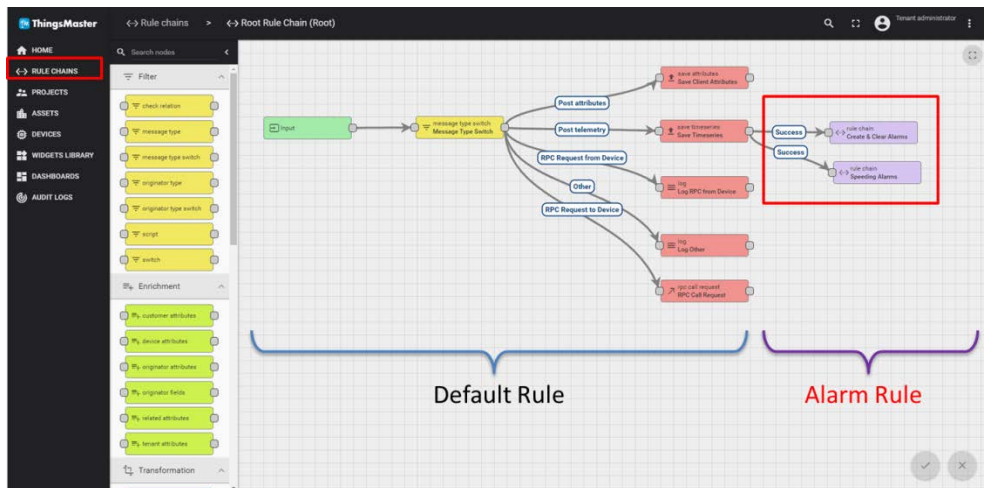 ThingsMaster
Rule chains > Root Rule Chain (Root)
Tenant administrator
HOME
RULE CHAINS
PROJECTS
ASSETS
DEVICES
WIDGETS LIBRARY
DASHBOARDS
AUDIT LOGS
Search nodes
Filter
check relation
message type
message type switch
originator type
originator type switch
script
switch
Enrichment
customer attributes
device attributes
originator attributes
originator fields
related attributes
tenant attributes
Transformation
Input
message type switch
Message Type Switch
Post attributes
Post telemetry
RPC Request from Device
Other
RPC Request to Device
save attributes
Save Client Attributes
save timeseries
Save Timeseries
log
Log RPC from Device
log
Log Other
rpc call request
RPC Call Request
Success
Success
rule chain
Create & Clear Alarms
rule chain
Speeding Alarms
Default Rule
Alarm Rule